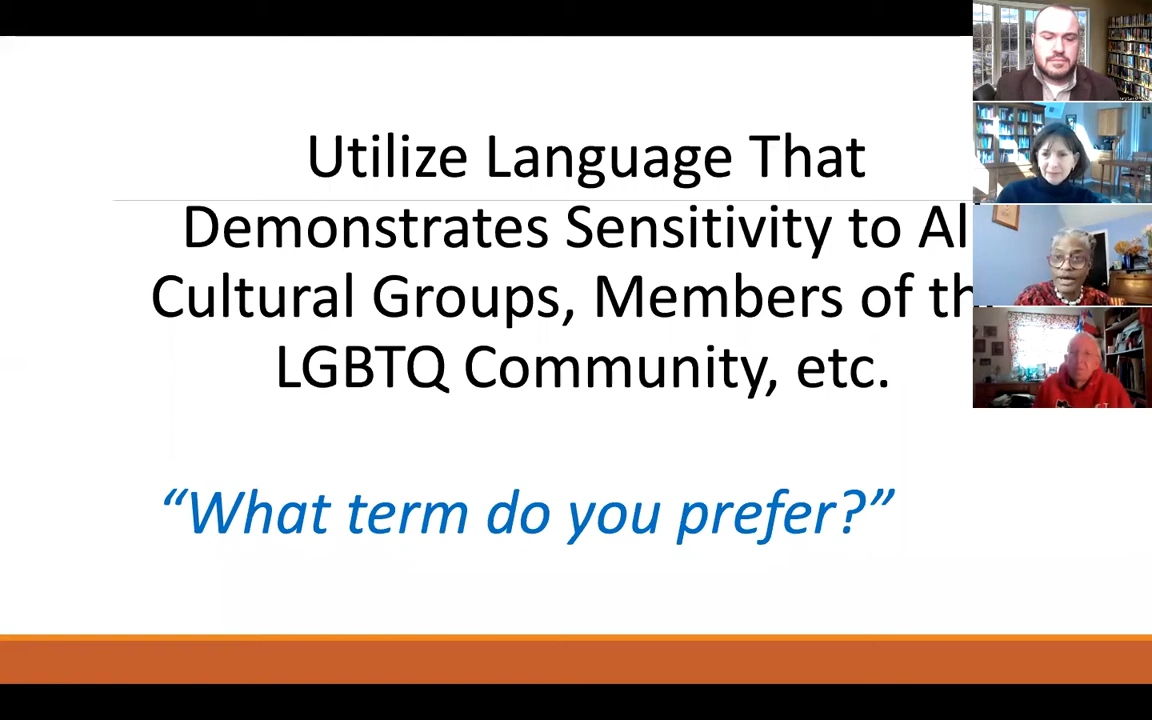 Utilize Language That
Demonstrates Sensitivity to Al
Cultural Groups, Members of th
LGBTQ Community, etc.
“What term do you prefer?”